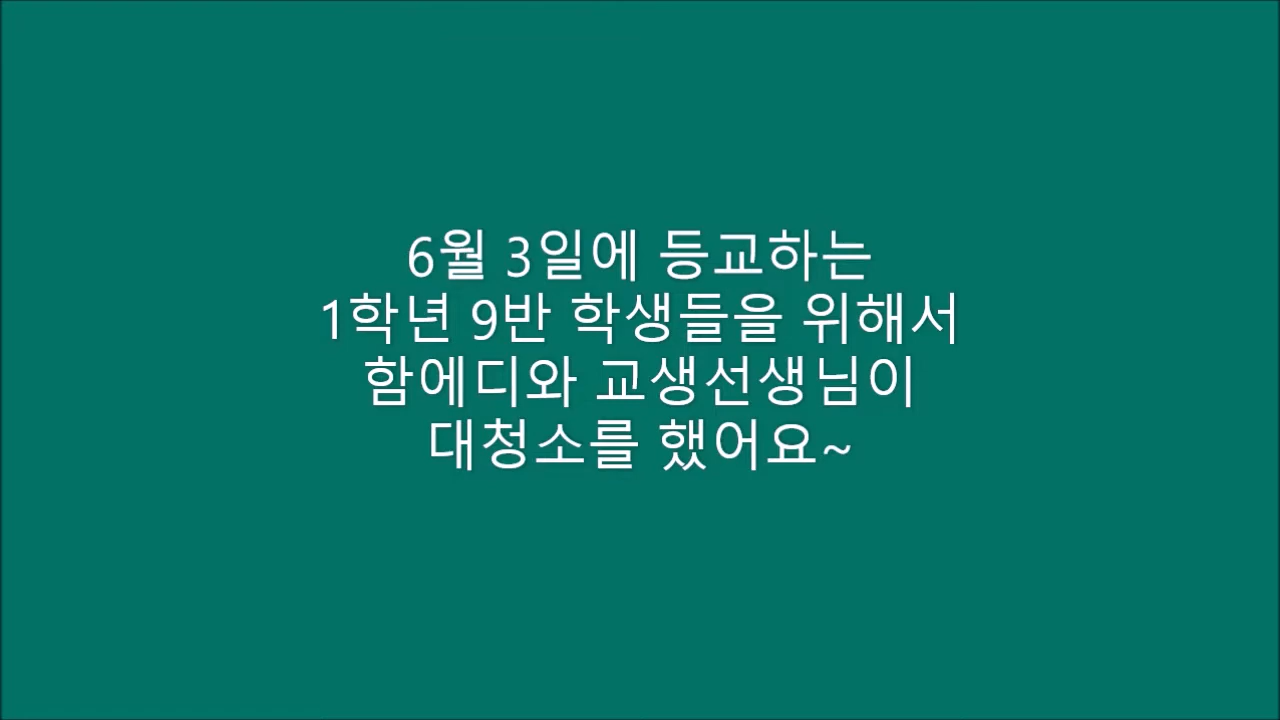 6월 3일에 등교하는
1학년 9반 학생들을 위해서
함에디와 교생선생님이
대청소를 했어요~